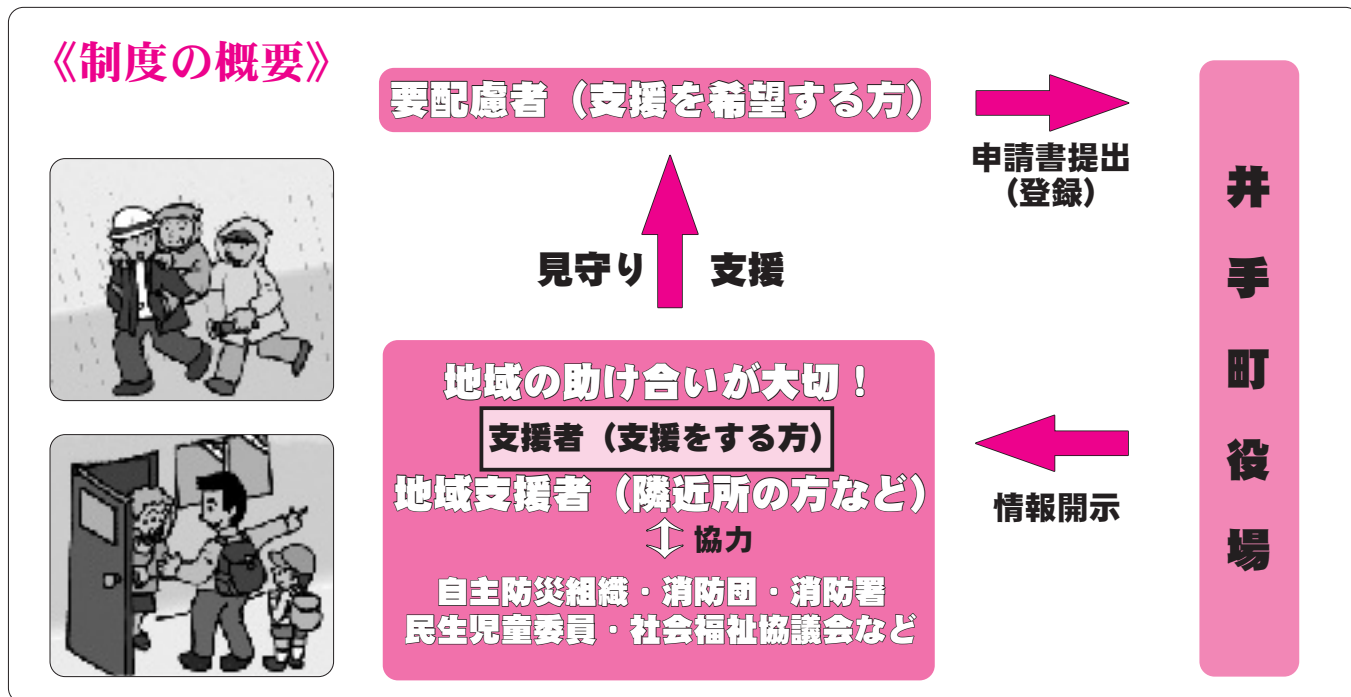 《制度の概要》
要配慮者（支援を希望する方）
申請書提出
（登録）
井手町役場
見守り 支援
地域の助け合いが大切！
支援者（支援をする方）
地域支援者（隣近所の方など）
協力
自主防災組織・消防団・消防署
民生児童委員・社会福祉協議会など
情報開示